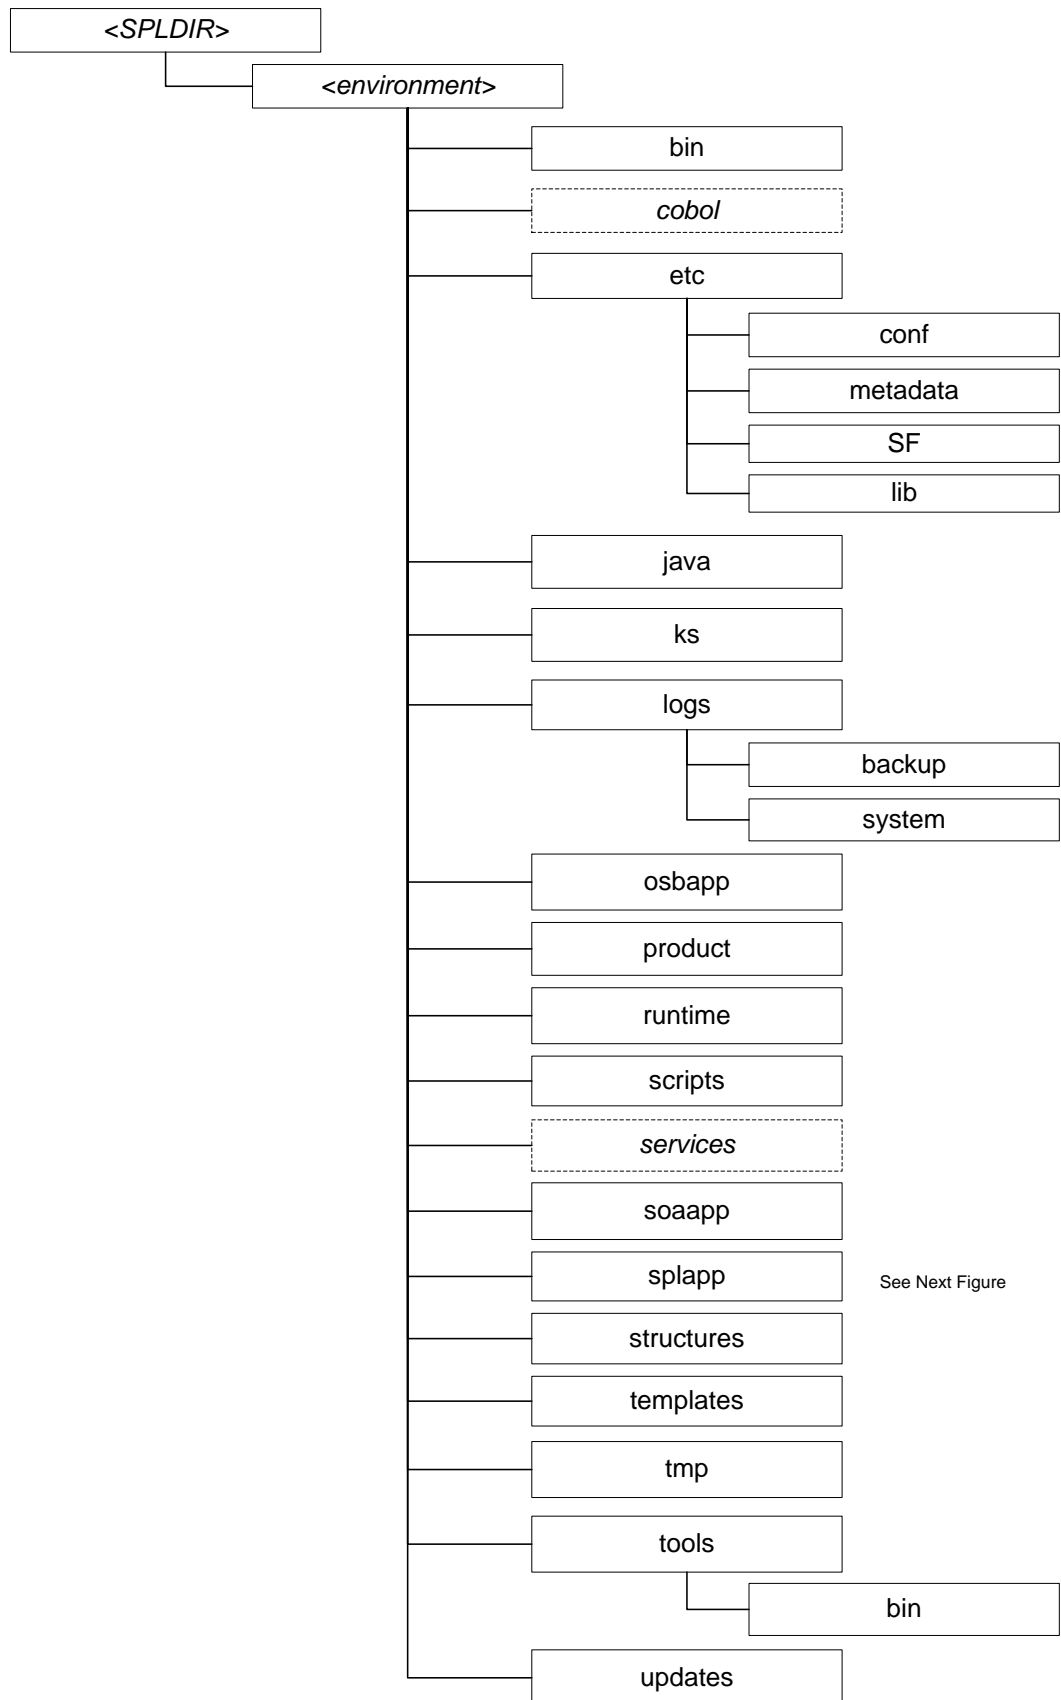 <SPLDIR>
<environment>
bin
cobol
etc
conf
metadata
SF
lib
java
ks
logs
backup
system
osbapp
product
runtime
scripts
services
soaapp
splapp
See Next Figure
structures
templates
tmp
tools
bin
updates